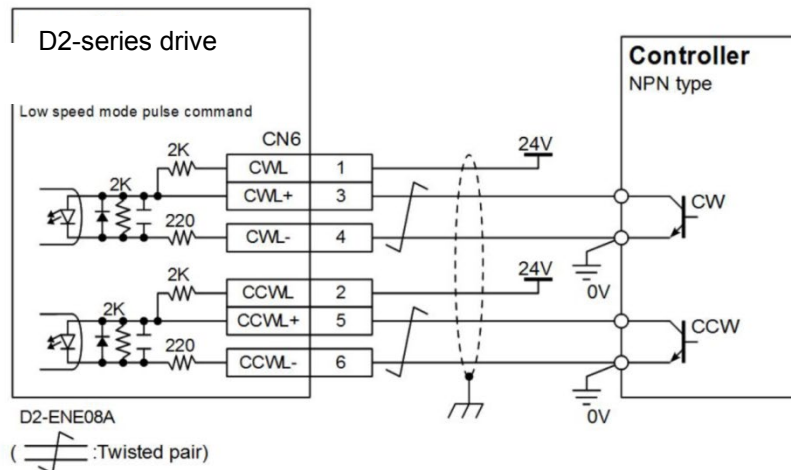 D2-series drive
Low speed mode pulse command
Controller
NPN type
CN6
24V
2K
CWL 1
2K
CWL+ 3
CW
220
CWL- 4
0V
24V
2K
CCWL 2
2K
CCWL+ 5
CCW
220
CCWL- 6
0V
D2-ENE08A
( :Twisted pair)